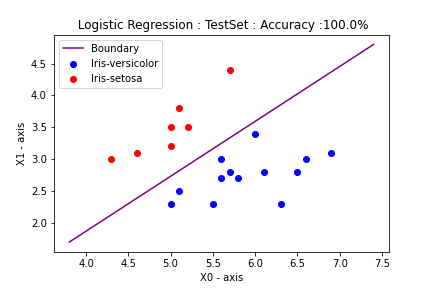 Logistic Regression : TestSet : Accuracy :100.0%
Boundary
Iris-versicolor
Iris-setosa
X1 - axis
4.5
4.0
3.5
3.0
2.5
2.0
4.0 4.5 5.0 5.5 6.0 6.5 7.0 7.5
X0 - axis